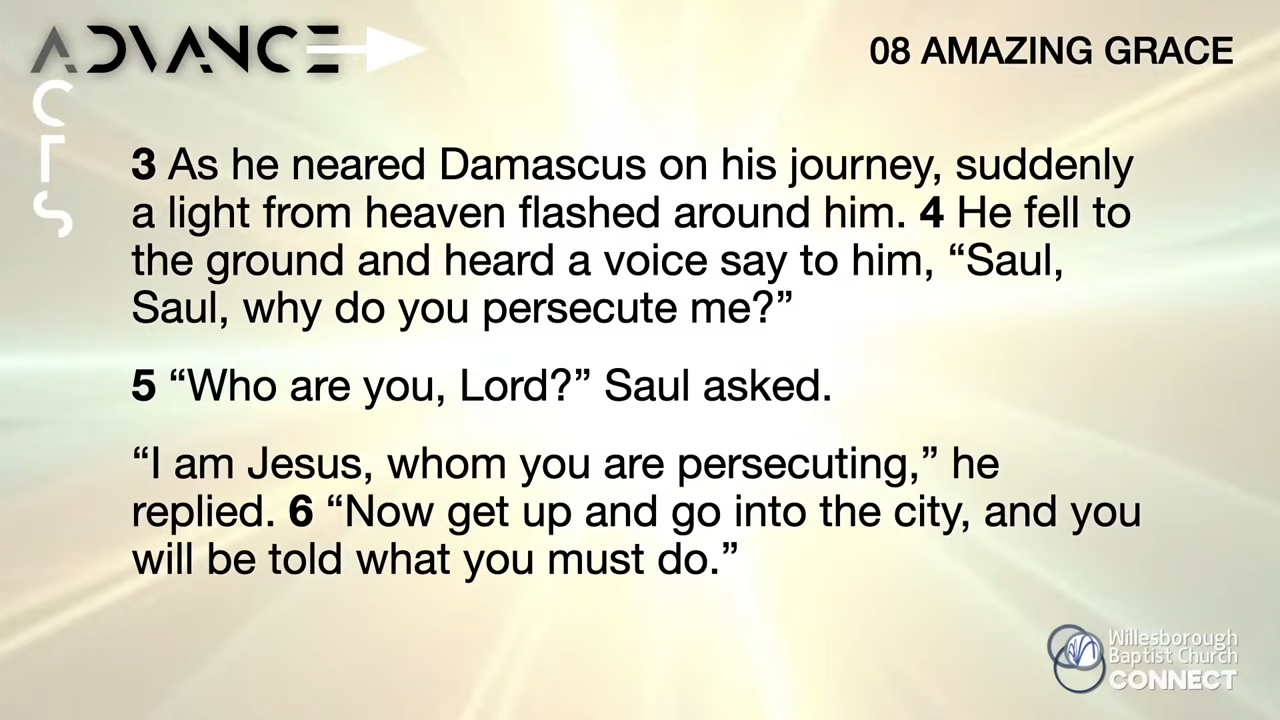 ADVANCE
CTS
08 AMAZING GRACE
3 As he neared Damascus on his journey, suddenly
a light from heaven flashed around him. 4 He fell to
the ground and heard a voice say to him, “Saul,
Saul, why do you persecute me?”
5 “Who are you, Lord?” Saul asked.
“I am Jesus, whom you are persecuting,” he
replied. 6 “Now get up and go into the city, and you
will be told what you must do.”
Willesborough
Baptist Church
CONNECT